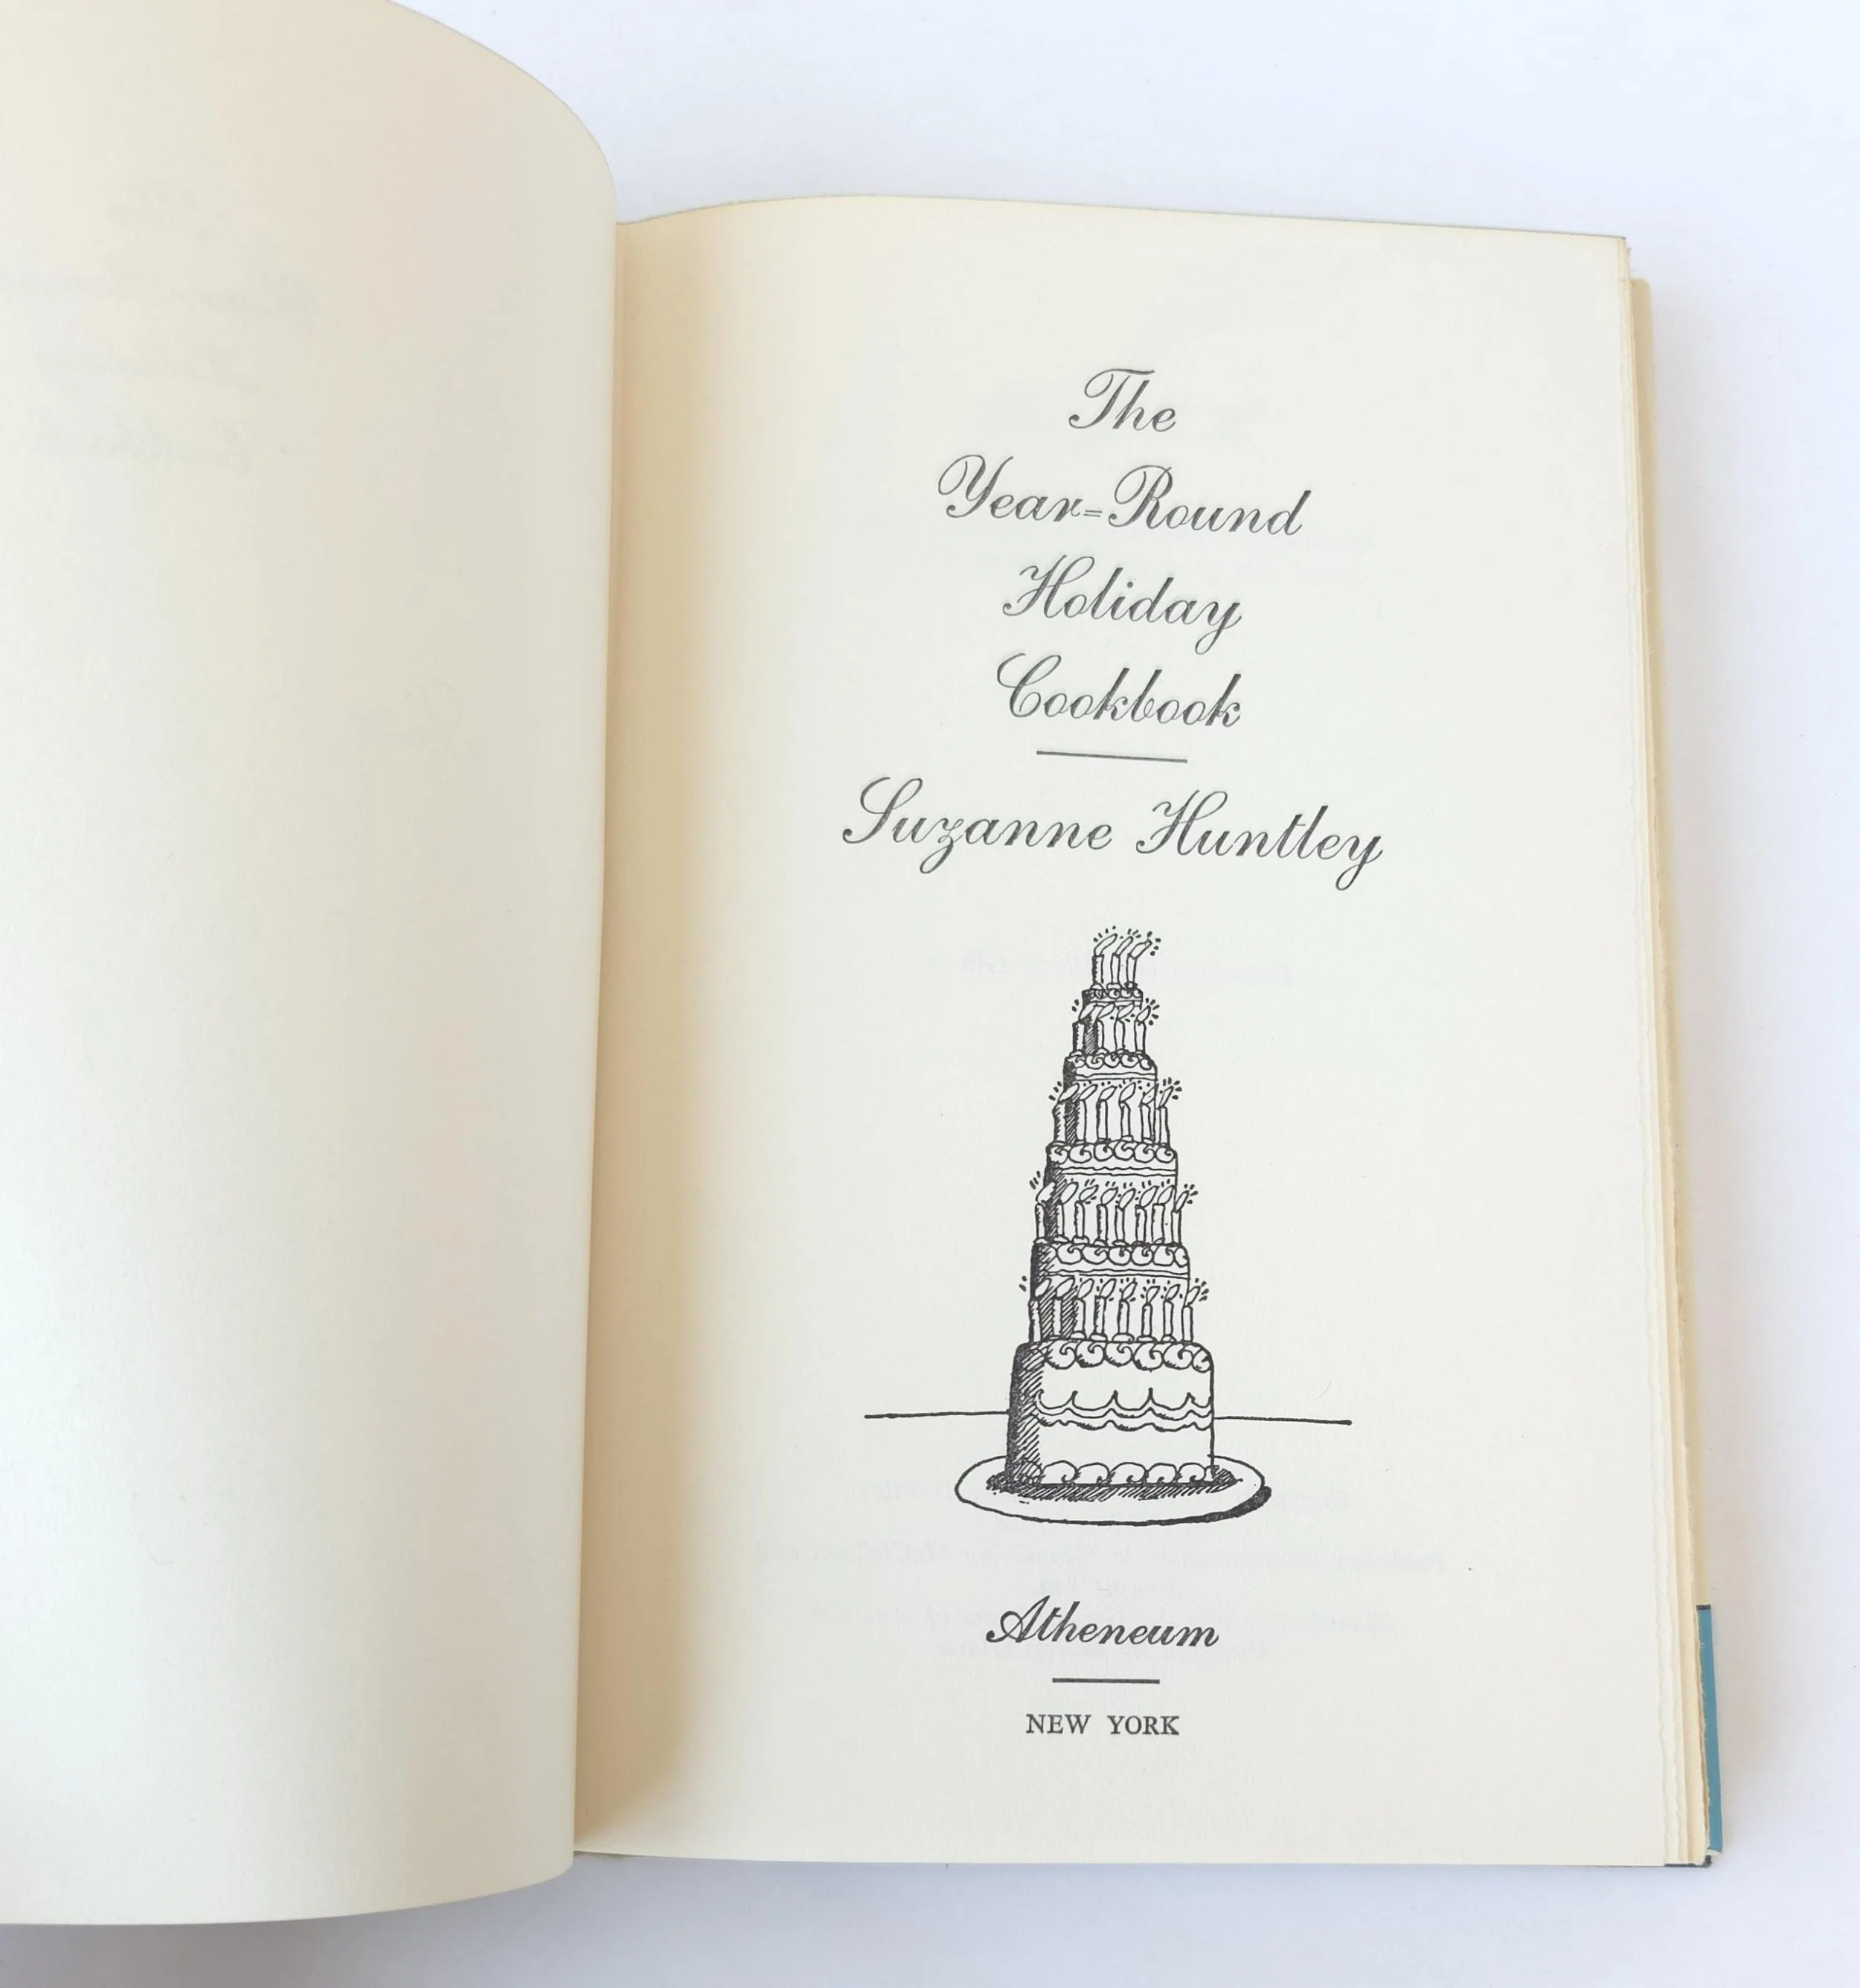 The
Year=Round
Holiday
Cookbook
Suzanne Huntley
Atheneum
NEW YORK